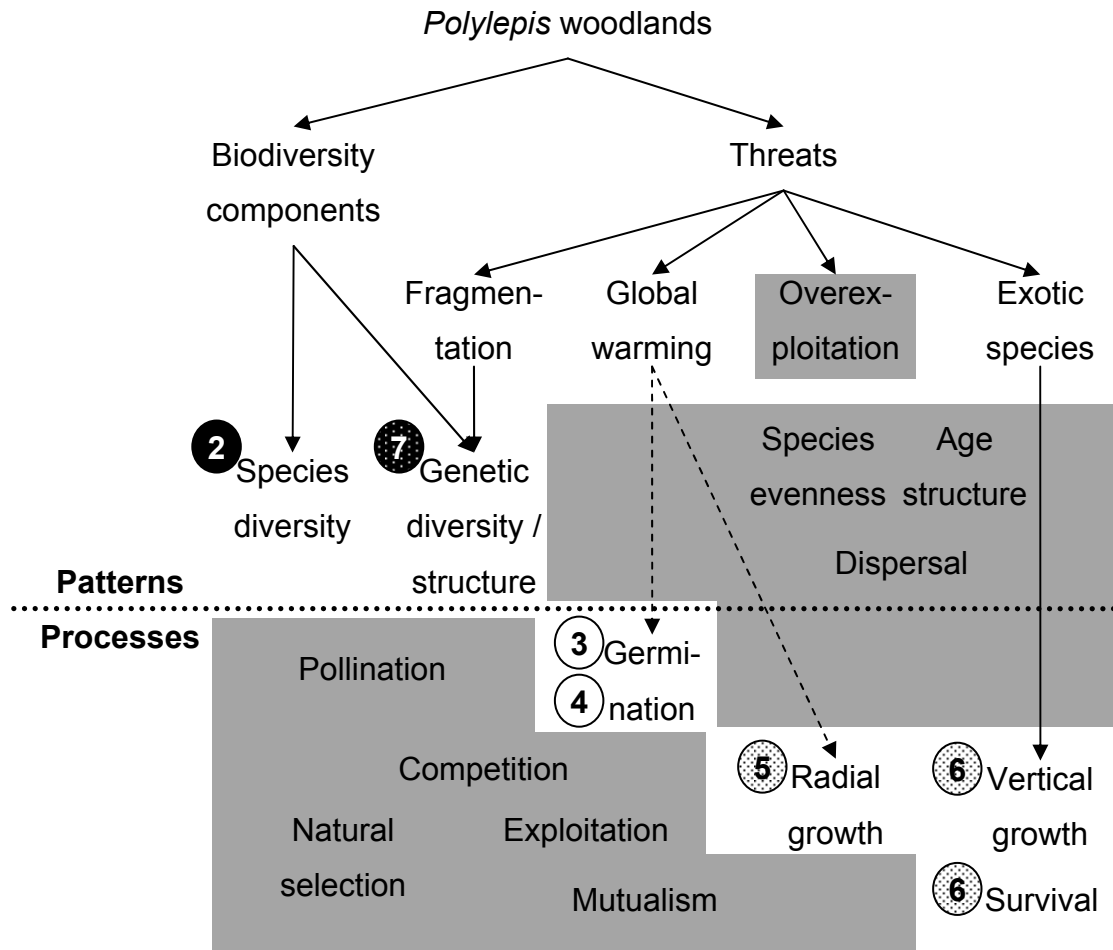 Polylepis woodlands
Biodiversity
components
Threats
Fragmen-
tation
Global
warming
Overex-
ploitation
Exotic
species
2 Species
diversity
7 Genetic
diversity /
structure
Species
evenness
Age
structure
Dispersal
Patterns
Processes
Pollination
3 Germi-
4 nation
Competition
Natural
selection
Exploitation
Mutualism
5 Radial
growth
6 Vertical
growth
6 Survival